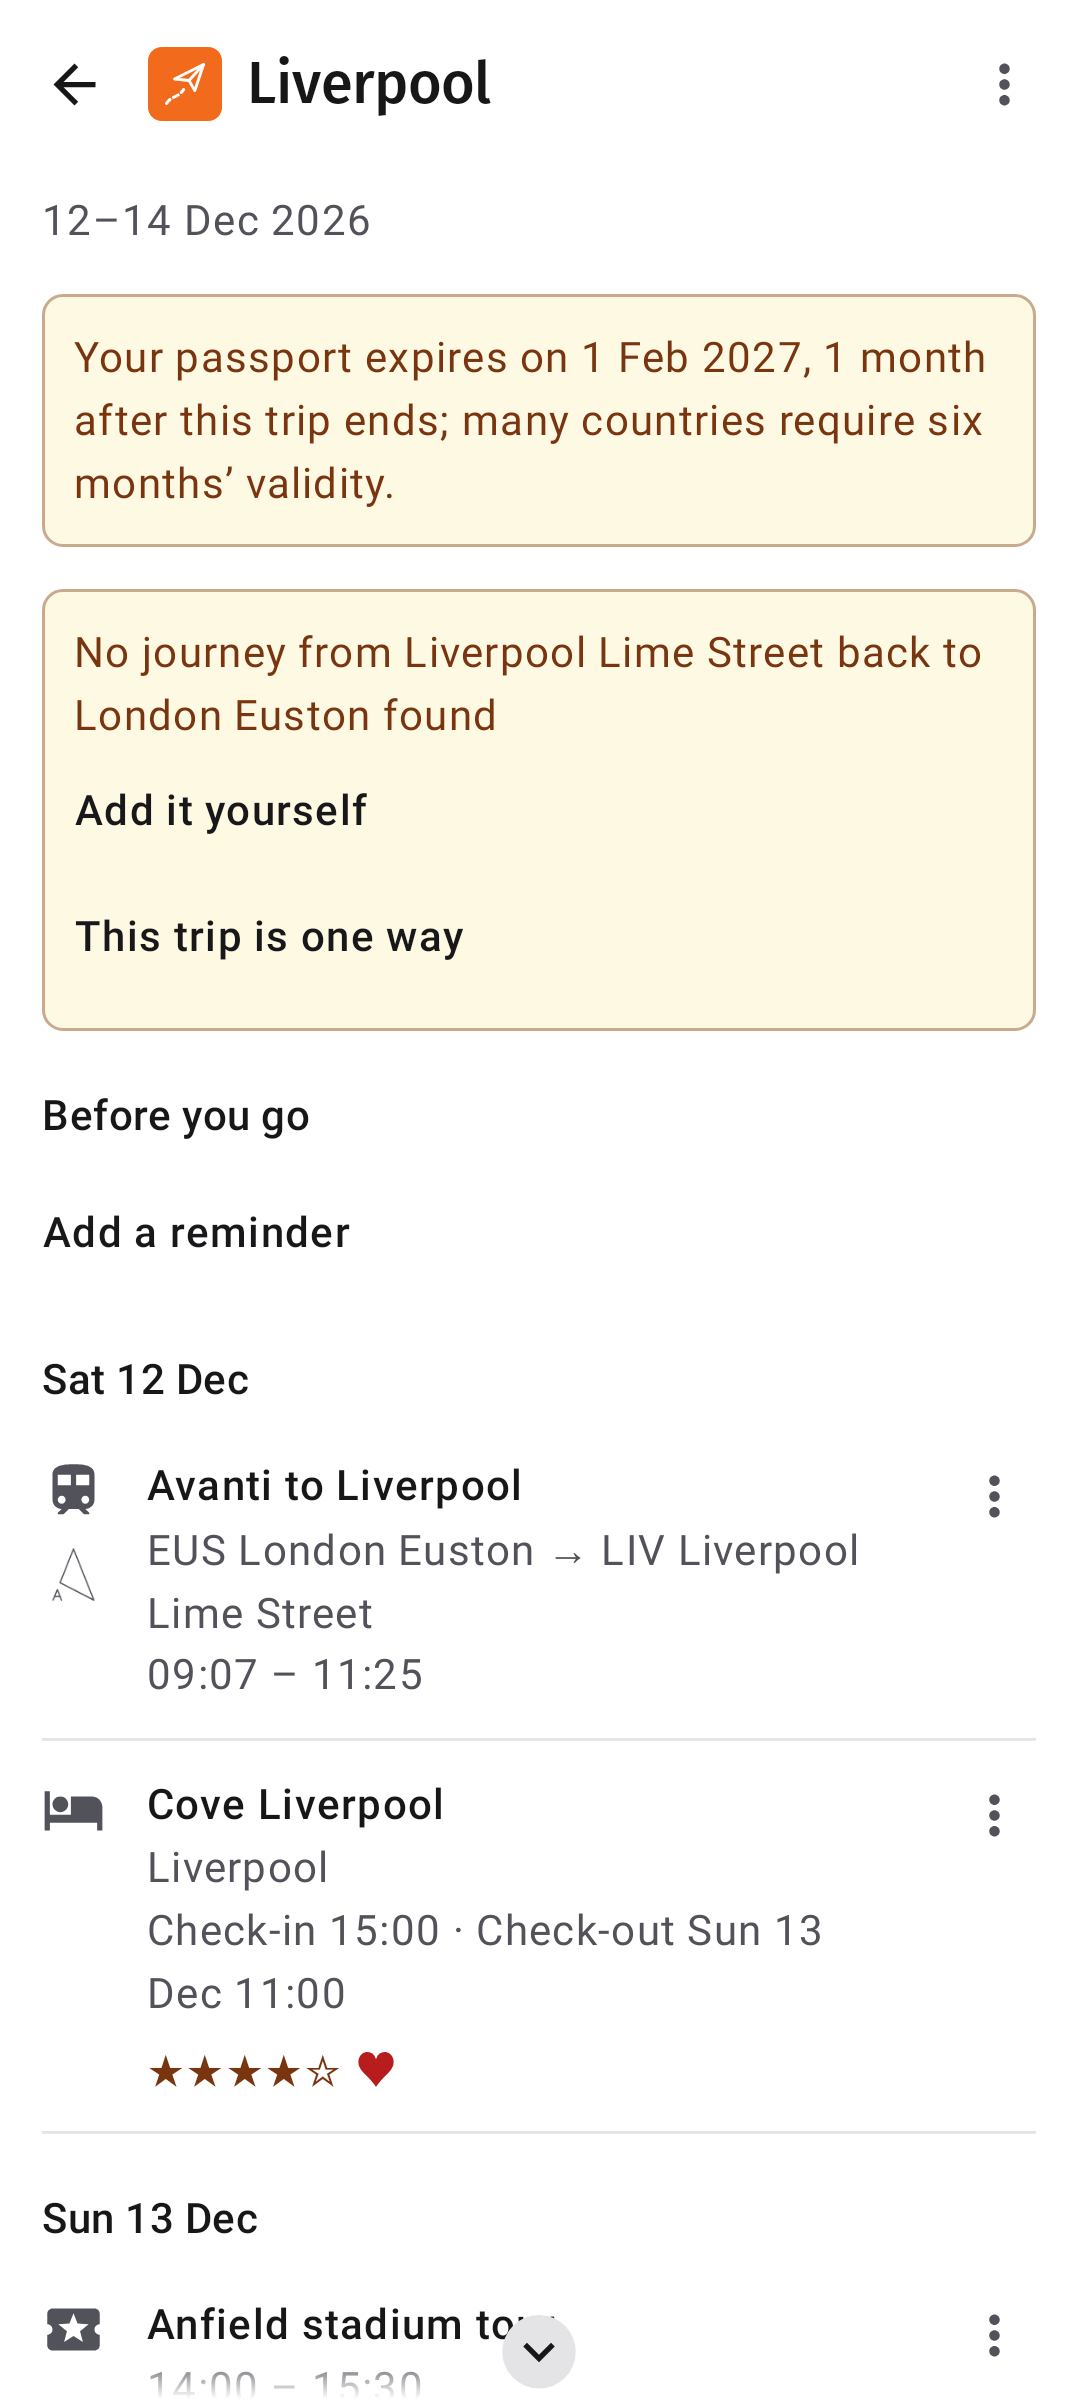 Liverpool
12–14 Dec 2026
Your passport expires on 1 Feb 2027, 1 month
after this trip ends; many countries require six
months’ validity.
No journey from Liverpool Lime Street back to
London Euston found
Add it yourself
This trip is one way
Before you go
Add a reminder
Sat 12 Dec
Avanti to Liverpool
EUS London Euston → LIV Liverpool
Lime Street
A
09:07 – 11:25
Cove Liverpool
Liverpool
Check-in 15:00 · Check-out Sun 13
Dec 11:00
★★★★☆ ♥
Sun 13 Dec
Anfield stadium
14:00 – 15:30